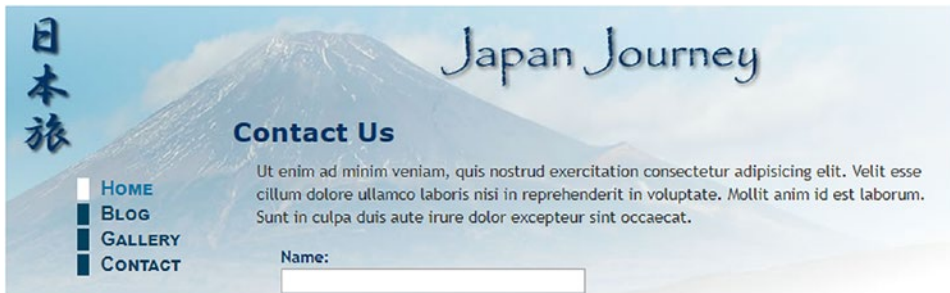 日本旅
Japan Journey
Contact Us
Ut enim ad minim veniam, quis nostrud exercitation consectetur adipisicing elit. Velit esse
cillum dolore ullamco laboris nisi in reprehenderit in voluptate. Mollit anim id est laborum.
Sunt in culpa duis aute irure dolor excepteur sint occaecat.
HOME
BLOG
GALLERY
CONTACT
Name: